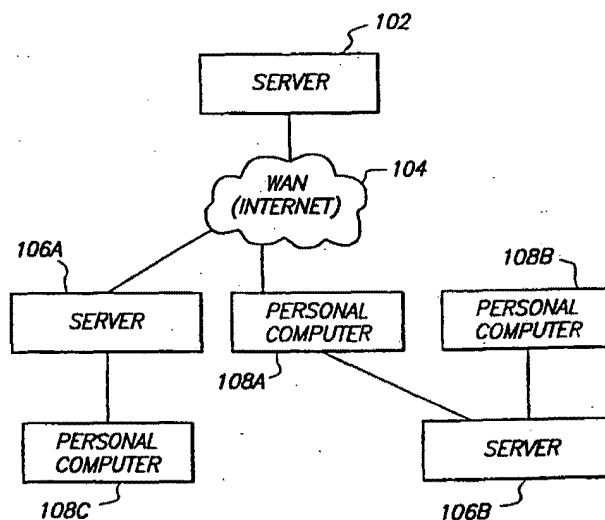 102
SERVER
104
WAN
(INTERNET)
106A
SERVER
PERSONAL
COMPUTER
108A
108B
PERSONAL
COMPUTER
PERSONAL
COMPUTER
108C
SERVER
106B